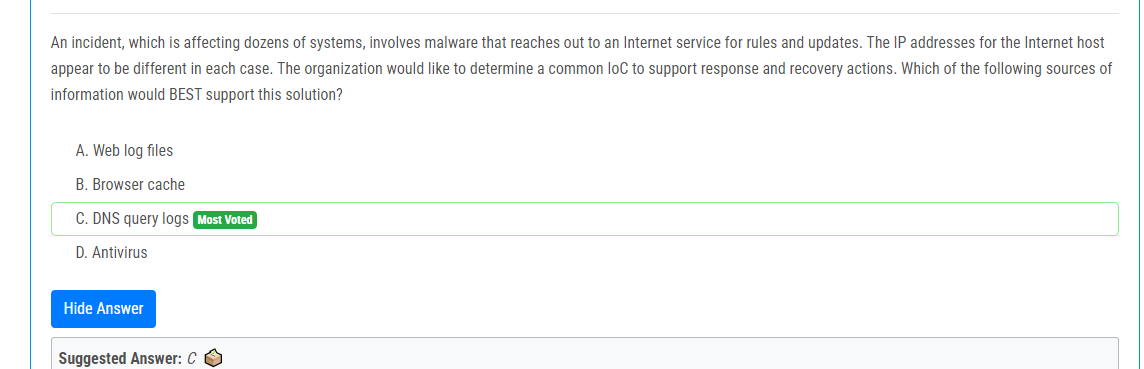 An incident, which is affecting dozens of systems, involves malware that reaches out to an Internet service for rules and updates. The IP addresses for the Internet host
appear to be different in each case. The organization would like to determine a common IoC to support response and recovery actions. Which of the following sources of
information would BEST support this solution?
A. Web log files
B. Browser cache
C. DNS query logs Most Voted
D. Antivirus
Hide Answer
Suggested Answer: C